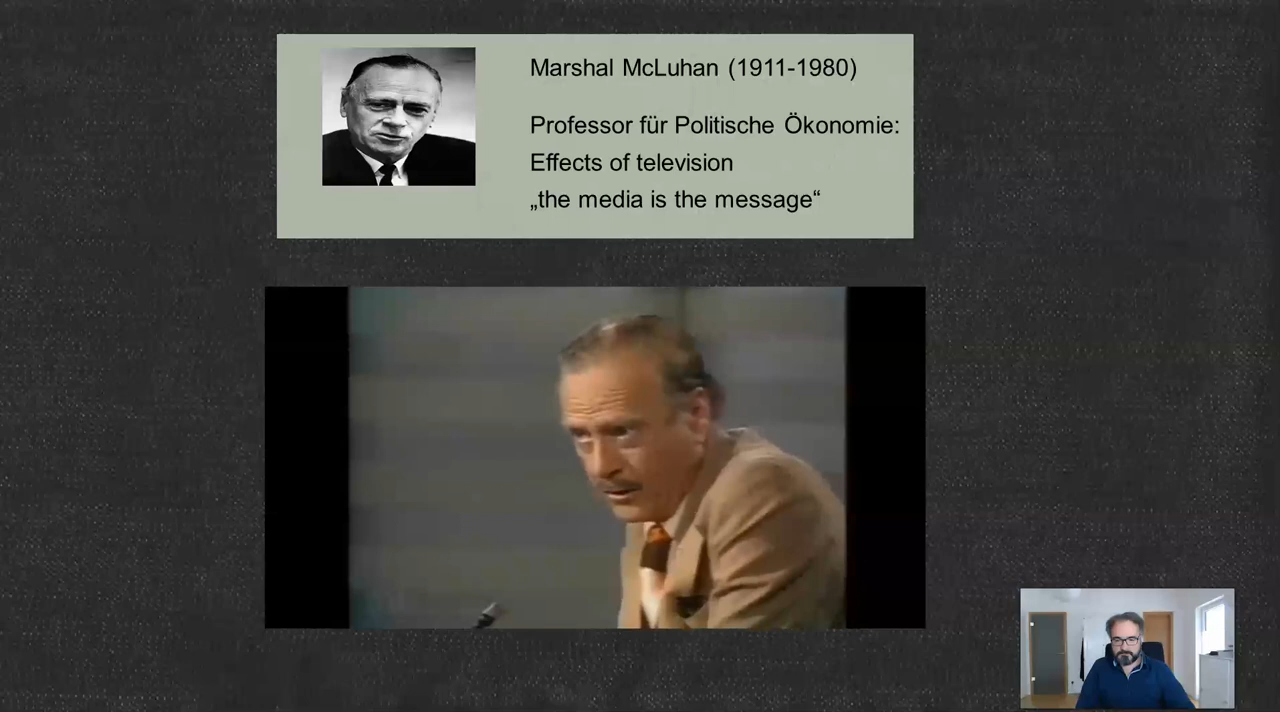 Marshal McLuhan (1911-1980)
Professor für Politische Ökonomie:
Effects of television
„the media is the message“